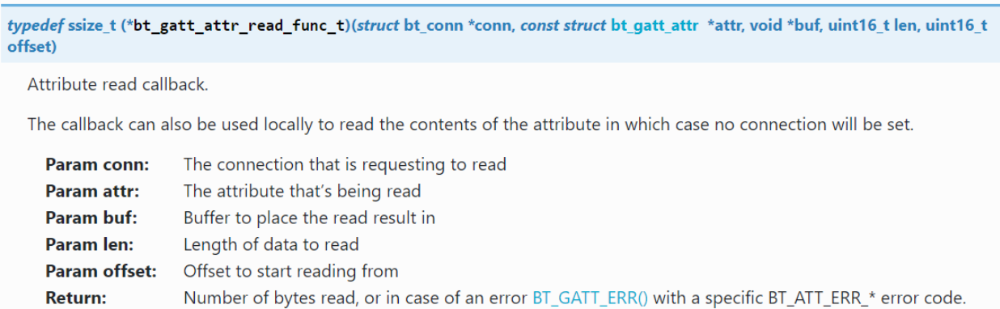 typedef ssize_t (*bt_gatt_attr_read_func_t)(struct bt_conn *conn, const struct bt_gatt_attr *attr, void *buf, uint16_t len, uint16_t
offset)
Attribute read callback.
The callback can also be used locally to read the contents of the attribute in which case no connection will be set.
Param conn: The connection that is requesting to read
Param attr: The attribute that's being read
Param buf: Buffer to place the read result in
Param len: Length of data to read
Param offset: Offset to start reading from
Return: Number of bytes read, or in case of an error BT_GATT_ERR() with a specific BT_ATT_ERR_* error code.